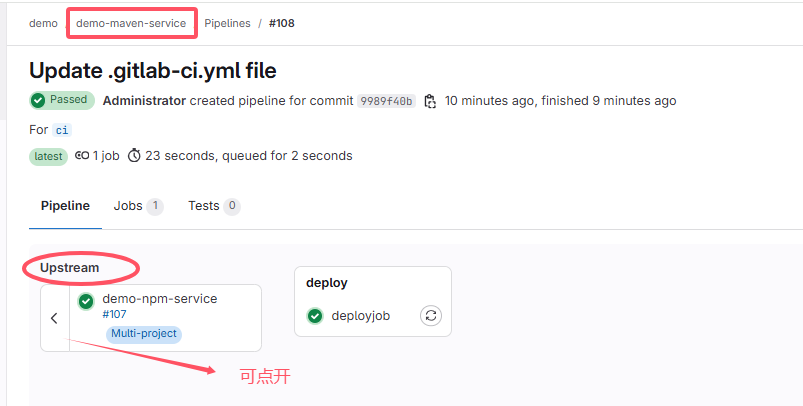 demo / demo-maven-service Pipelines / #108
Update .gitlab-ci.yml file
Passed Administrator created pipeline for commit 9989f40b 10 minutes ago, finished 9 minutes ago
For ci
latest 1 job 23 seconds, queued for 2 seconds
Pipeline Jobs 1 Tests 0
Upstream
demo-npm-service
#107
Multi-project
deploy
deployjob
可点开